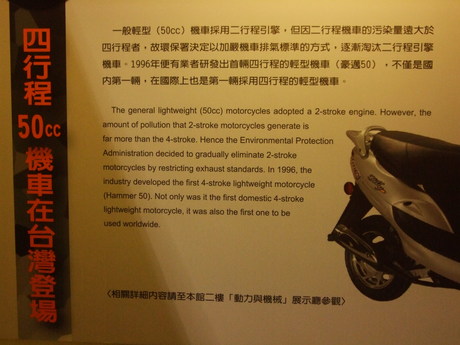 四行程50cc機車在台灣登場
一般輕型（50cc）機車採用二行程引擎，但因二行程機車的污染量遠大於
四行程者，故環保署決定以加嚴機車排氣標準的方式，逐漸淘汰二行程引擎
機車。1996年便有業者研發出首輛四行程的輕型機車（豪邁50），不僅是國
內第一輛，在國際上也是第一輛採用四行程的輕型機車。
The general lightweight (50cc) motorcycles adopted a 2-stroke engine. However, the
amount of pollution that 2-stroke motorcycles generate is
far more than the 4-stroke. Hence the Environmental Protection
Administration decided to gradually eliminate 2-stroke
motorcycles by restricting exhaust standards. In 1996, the
industry developed the first 4-stroke lightweight motorcycle
(Hammer 50). Not only was it the first domestic 4-stroke
lightweight motorcycle, it was also the first one to be
used worldwide.
〈相關詳細內容請至本館二樓「動力與機械」展示廳參觀〉